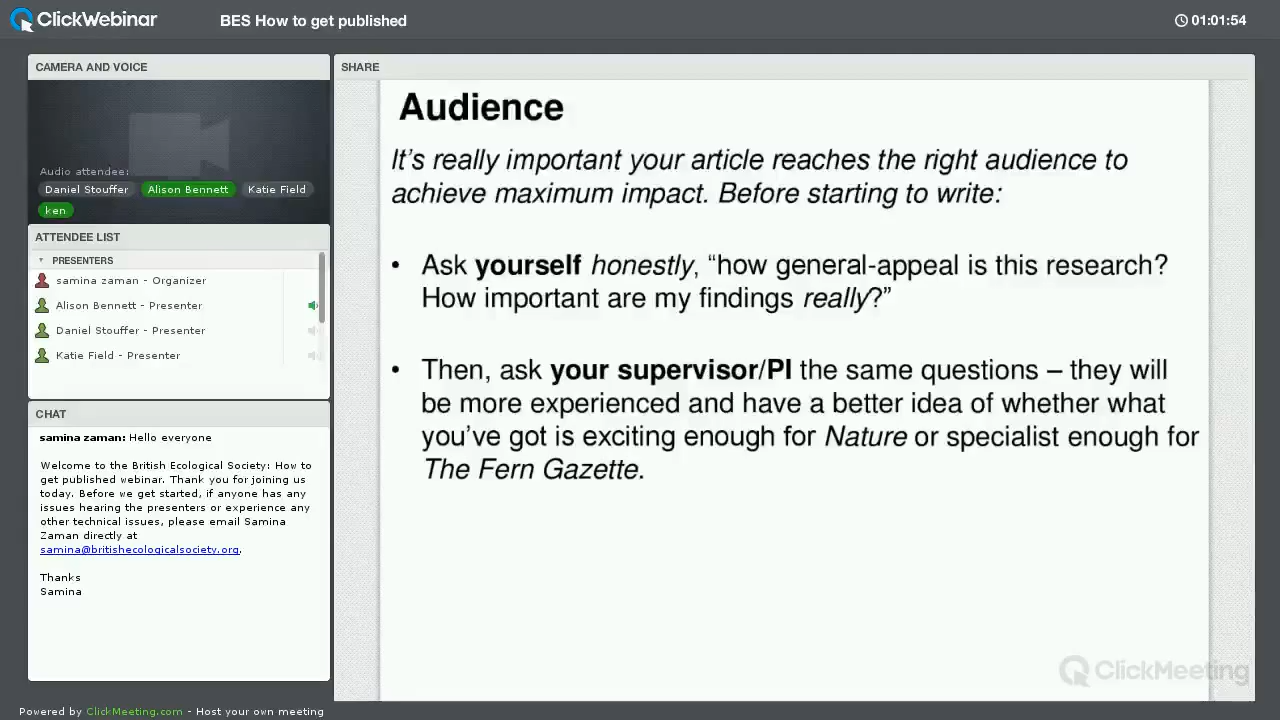 ClickWebinar
BES How to get published
01:01:54
CAMERA AND VOICE
Audio attendees:
Daniel Stouffer
Alison Bennett
Katie Field
ken
ATTENDEE LIST
PRESENTERS
samina zaman - Organizer
Alison Bennett - Presenter
Daniel Stouffer - Presenter
Katie Field - Presenter
CHAT
samina zaman: Hello everyone
Welcome to the British Ecological Society: How to
get published webinar. Thank you for joining us
today. Before we get started, if anyone has any
issues hearing the presenters or experience any
other technical issues, please email Samina
Zaman directly at
samina@britishecologicalsociety.org.
Thanks
Samina
SHARE
Audience
It’s really important your article reaches the right audience to
achieve maximum impact. Before starting to write:
• Ask yourself honestly, “how general-appeal is this research?
How important are my findings really?”
• Then, ask your supervisor/PI the same questions – they will
be more experienced and have a better idea of whether what
you’ve got is exciting enough for Nature or specialist enough for
The Fern Gazette.
ClickMeeting
Powered by ClickMeeting.com - Host your own meeting